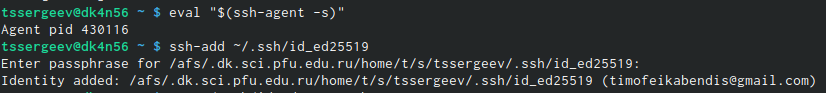 tssergeev@dk4n56 ~ $ eval "$(ssh-agent -s)"
Agent pid 430116
tssergeev@dk4n56 ~ $ ssh-add ~/.ssh/id_ed25519
Enter passphrase for /afs/.dk.sci.pfu.edu.ru/home/t/s/tssergeev/.ssh/id_ed25519:
Identity added: /afs/.dk.sci.pfu.edu.ru/home/t/s/tssergeev/.ssh/id_ed25519 (timofeikabendis@gmail.com)